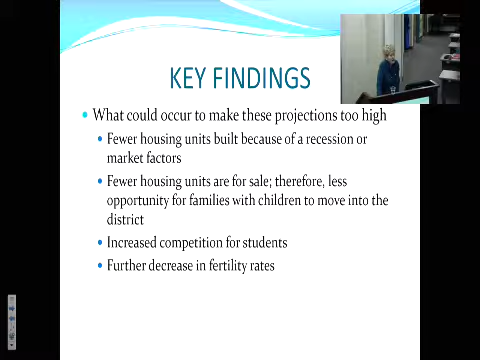 KEY FINDINGS
What could occur to make these projections too high
Fewer housing units built because of a recession or
market factors
Fewer housing units are for sale; therefore, less
opportunity for families with children to move into the
district
Increased competition for students
Further decrease in fertility rates